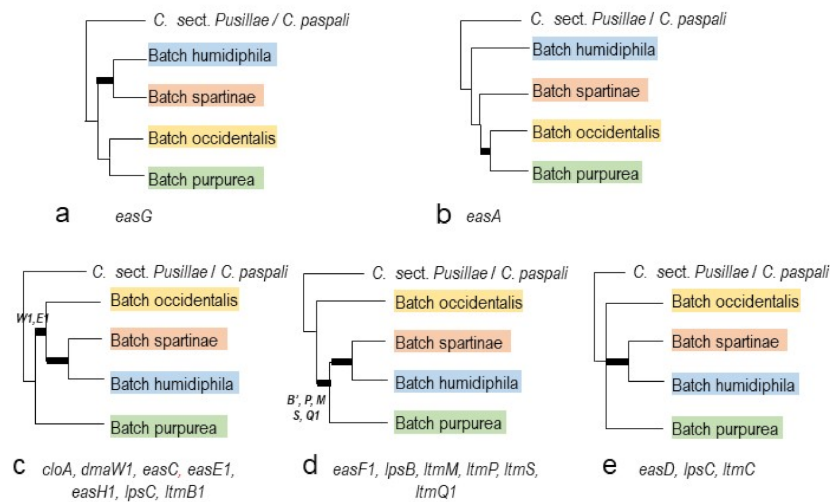 C. sect. Pusillae / C. paspali
Batch humidiphila
Batch spartinae
Batch occidentalis
Batch purpurea
a easG
C. sect. Pusillae / C. paspali
Batch humidiphila
Batch spartinae
Batch occidentalis
Batch purpurea
b easA
C. sect. Pusillae / C. paspali
Batch occidentalis
W1,E1
Batch spartinae
Batch humidiphila
Batch purpurea
c cloA, dmaW1, easC, easE1,
easH1, lpsC, ltmB1
C. sect. Pusillae / C. paspali
Batch occidentalis
Batch spartinae
Batch humidiphila
B', P, M
S, Q1
Batch purpurea
d easF1, lpsB, ltmM, ltmP, ltmS,
ltmQ1
C. sect. Pusillae / C. paspali
Batch occidentalis
Batch spartinae
Batch humidiphila
Batch purpurea
e easD, lpsC, ltmC